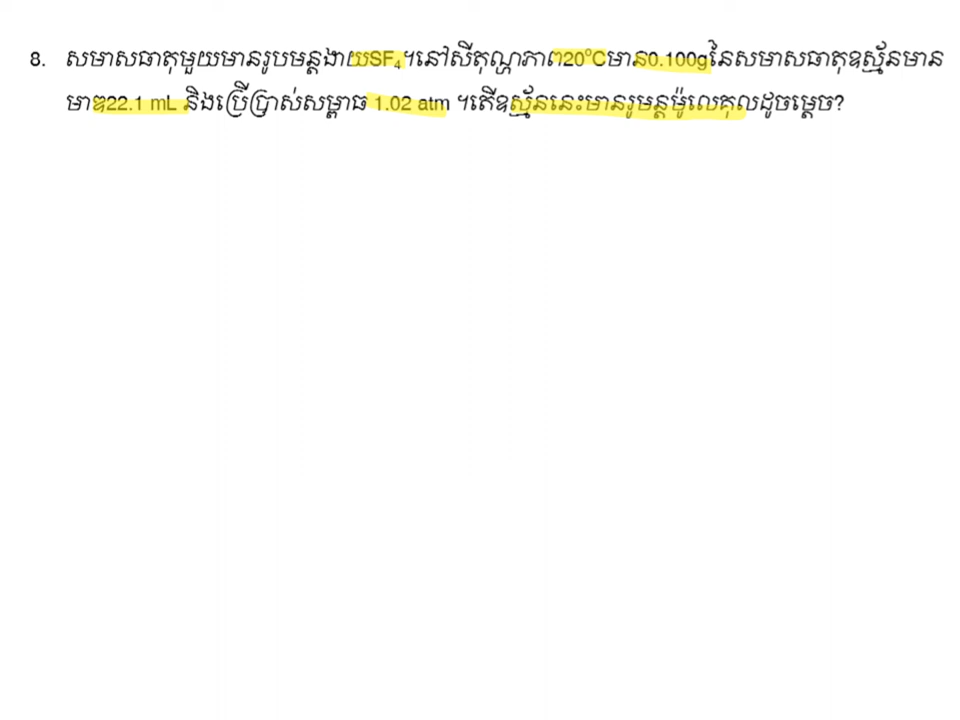 8. សមាសធាតុមួយមានរូបមន្តងាយSF₄។នៅសីតុណ្ហភាព20⁰Cមាន0.100gនៃសមាសធាតុឧស្ម័នមាន
មាឌ22.1 mL និងប្រើប្រាស់សម្ពាធ 1.02 atm ។តើឧស្ម័ននេះមានរូមន្តម៉ូលេគុលដូចម្តេច?